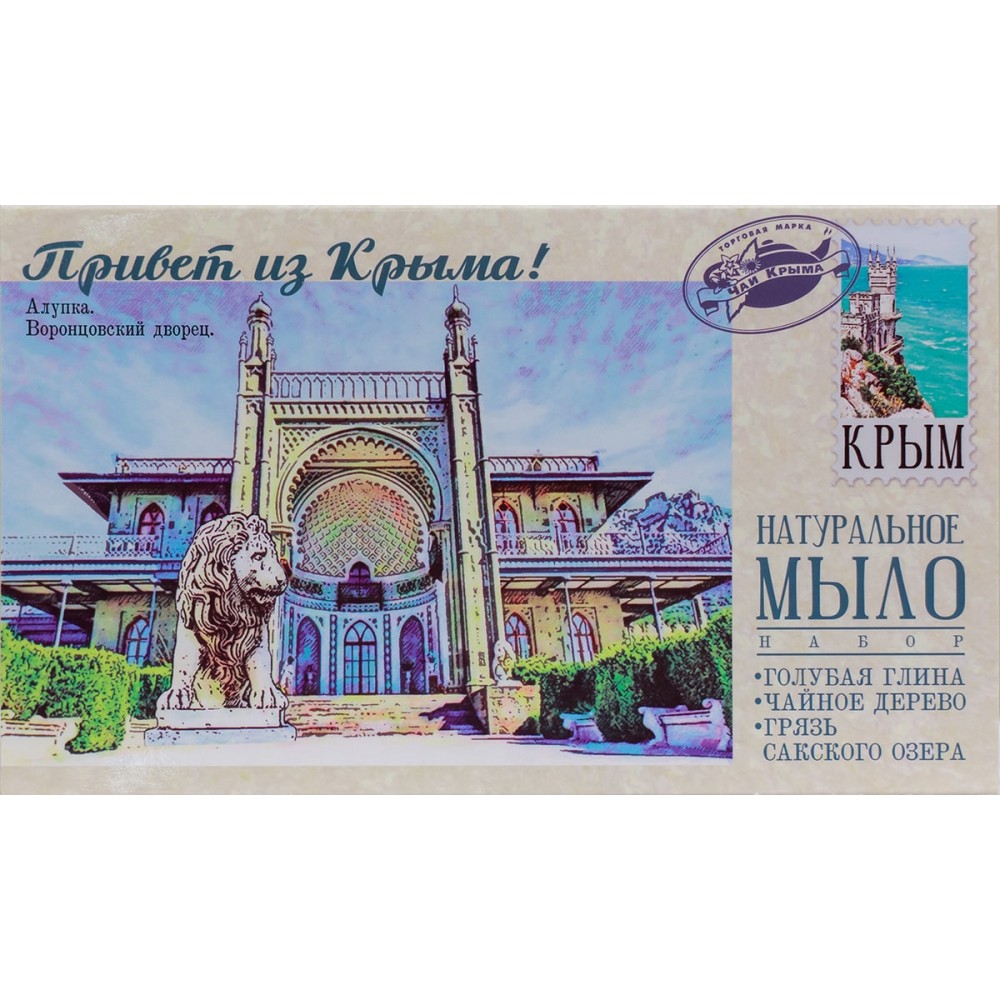 Привет из Крыма!
Алупка.
Воронцовский дворец.
ТОРГОВАЯ МАРКА
ЧАЙ КРЫМА
КРЫМ
НАТУРАЛЬНОЕ
МЫЛО
НАБОР
•ГОЛУБАЯ ГЛИНА
•ЧАЙНОЕ ДЕРЕВО
•ГРЯЗЬ
САКСКОГО ОЗЕРА